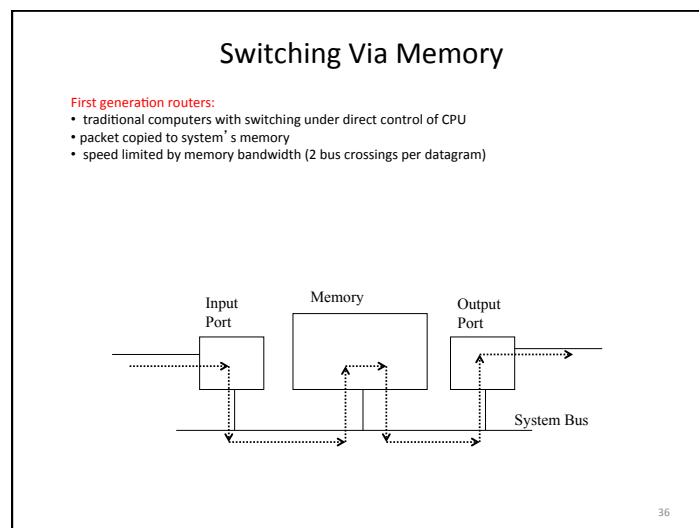 Switching Via Memory
First generation routers:
• traditional computers with switching under direct control of CPU
• packet copied to system's memory
• speed limited by memory bandwidth (2 bus crossings per datagram)
Input
Port
Memory
Output
Port
System Bus
36